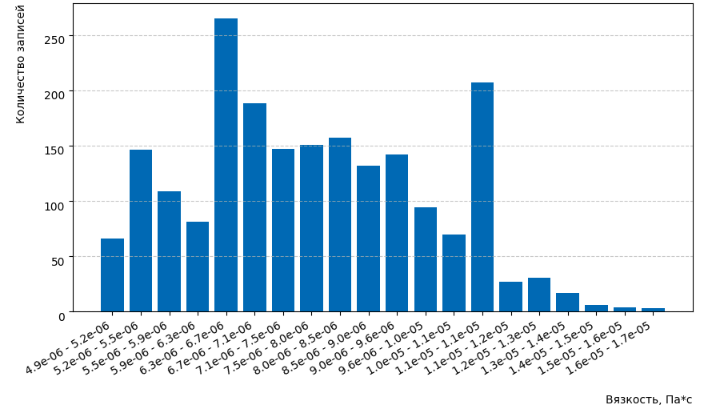 Количество записей
250
200
150
100
50
0
4.9e-06 - 5.2e-06
5.2e-06 - 5.5e-06
5.5e-06 - 5.9e-06
5.9e-06 - 6.3e-06
6.3e-06 - 6.7e-06
6.7e-06 - 7.1e-06
7.1e-06 - 7.5e-06
7.5e-06 - 8.0e-06
8.0e-06 - 8.5e-06
8.5e-06 - 9.0e-06
9.0e-06 - 9.6e-06
9.6e-06 - 1.0e-05
1.0e-05 - 1.1e-05
1.1e-05 - 1.1e-05
1.1e-05 - 1.2e-05
1.2e-05 - 1.3e-05
1.3e-05 - 1.4e-05
1.4e-05 - 1.5e-05
1.5e-05 - 1.6e-05
1.6e-05 - 1.7e-05
Вязкость, Па*с